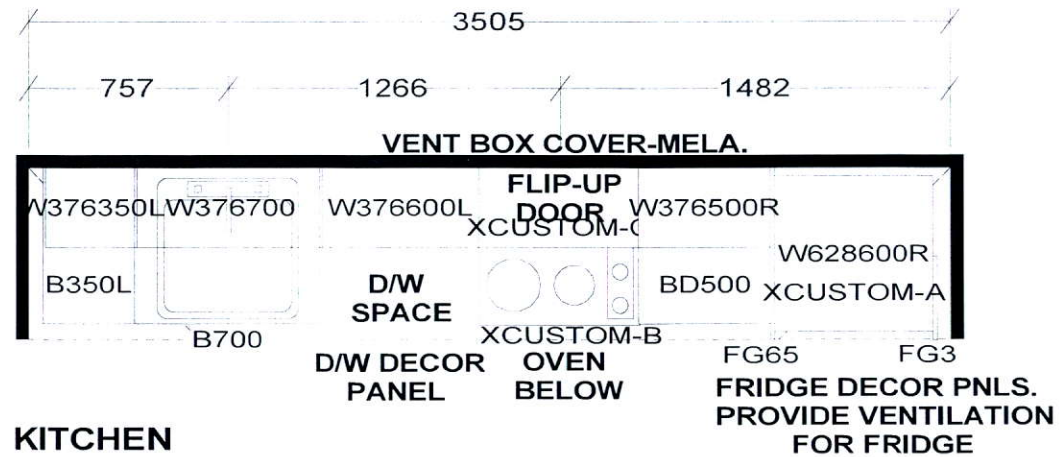 3505
757 1266 1482
VENT BOX COVER-MELA.
FLIP-UP
DOOR
W376350L W376700 W376600L W376500R
XCUSTOM-C
W628600R
B350L D/W BD500 XCUSTOM-A
SPACE
B700 XCUSTOM-B
D/W DECOR OVEN FG65 FG3
PANEL BELOW
FRIDGE DECOR PNLS.
PROVIDE VENTILATION
FOR FRIDGE
KITCHEN